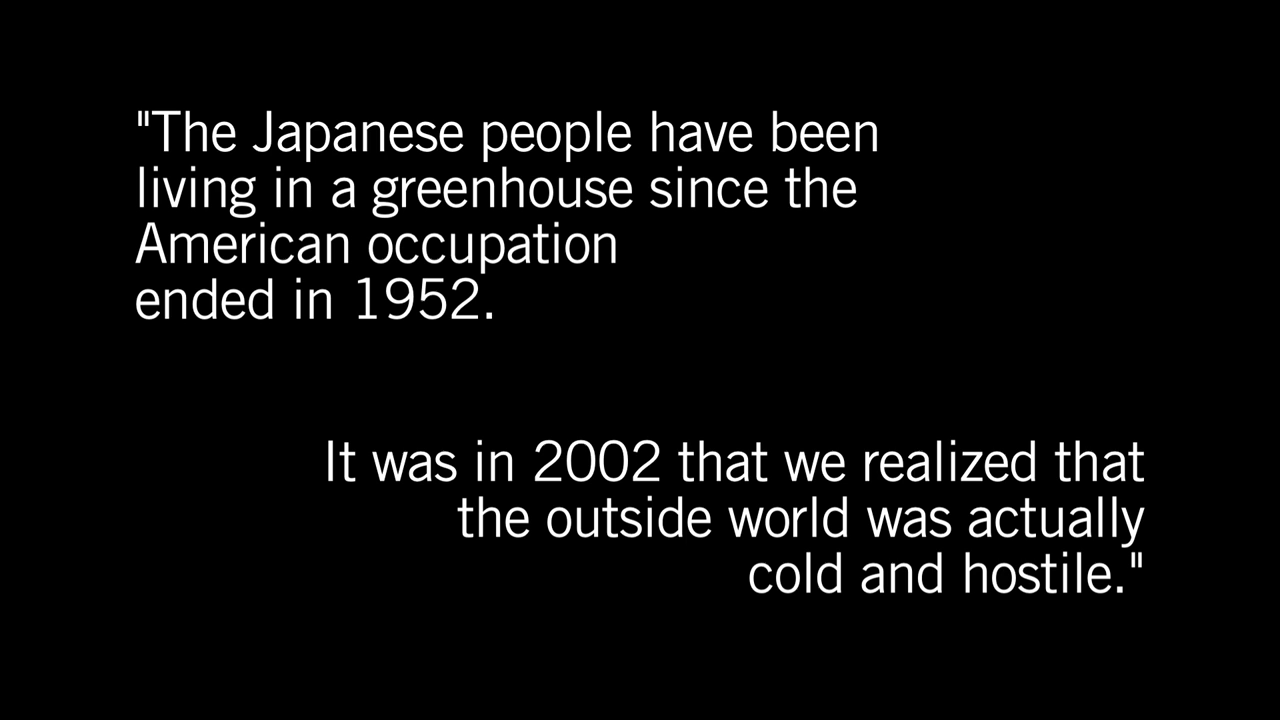 "The Japanese people have been
living in a greenhouse since the
American occupation
ended in 1952.
It was in 2002 that we realized that
the outside world was actually
cold and hostile."